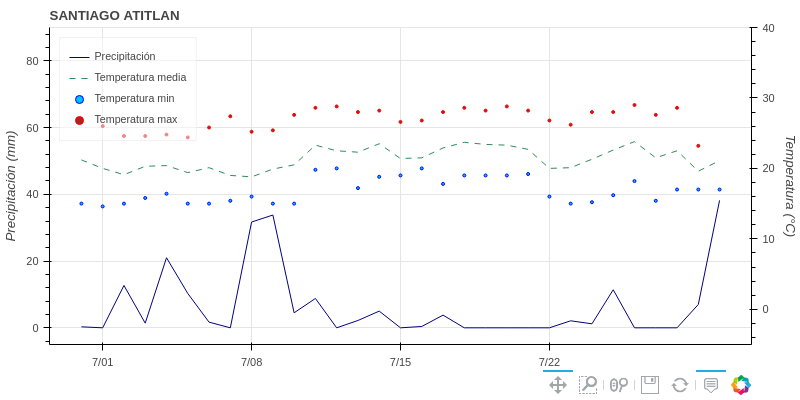 SANTIAGO ATITLAN
Precipitación
Temperatura media
Temperatura min
Temperatura max
Precipitación (mm)
80
60
40
20
0
40
30
20
10
0
Temperatura (°C)
7/01
7/08
7/15
7/22